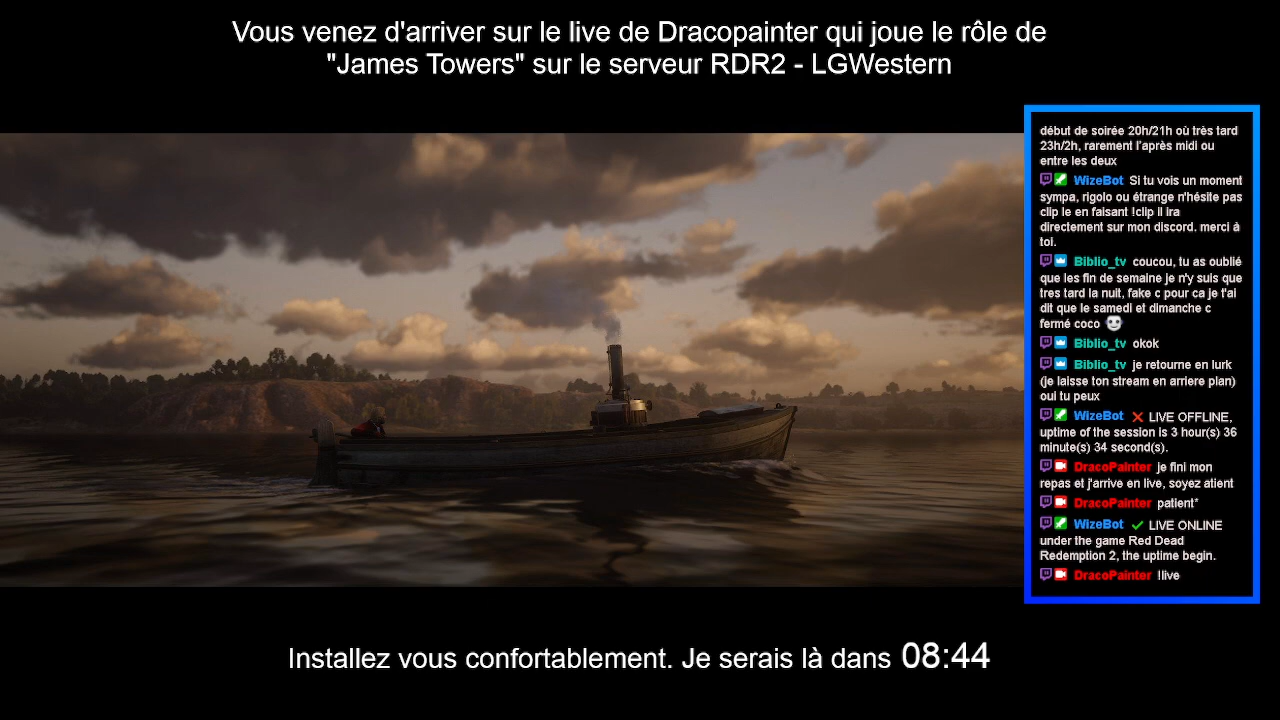 Vous venez d'arriver sur le live de Dracopainter qui joue le rôle de
"James Towers" sur le serveur RDR2 - LGWestern
début de soirée 20h/21h où très tard
23h/2h, rarement l'après midi ou
entre les deux
WizeBot Si tu vois un moment
sympa, rigolo ou étrange n'hésite pas
clip le en faisant !clip il ira
directement sur mon discord. merci à
toi.
Biblio_tv coucou, tu as oublié
que les fin de semaine je n'y suis que
tres tard la nuit, fake c pour ca je t'ai
dit que le samedi et dimanche c
fermé coco
Biblio_tv okok
Biblio_tv je retourne en lurk
(je laisse ton stream en arriere plan)
oui tu peux
WizeBot LIVE OFFLINE,
uptime of the session is 3 hour(s) 36
minute(s) 34 second(s).
DracoPainter je fini mon
repas et j'arrive en live, soyez atient
DracoPainter patient*
WizeBot LIVE ONLINE
under the game Red Dead
Redemption 2, the uptime begin.
DracoPainter !live
Installez vous confortablement. Je serais là dans 08:44